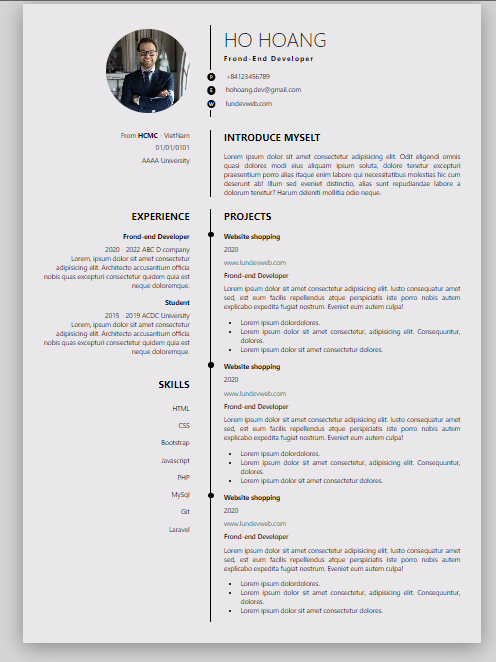 HO HOANG
Frond-End Developer
P +84123456789
E hohoang.dev@gmail.com
W lundevweb.com
From HCMC - VietNam
01/01/0101
AAAA University
INTRODUCE MYSELT
Lorem ipsum dolor sit amet consectetur adipisicing elit. Odit eligendi omnis
quasi dolores modi eius aliquam ipsum soluta, dolore tenetur excepturi
praesentium porro alias itaque enim labore qui necessitatibus molestias hic cum
deserunt ab! Illum sed eveniet distinctio, alias sunt repudiandae labore a
dolorum tenetur? Harum deleniti mollitia odio neque.
EXPERIENCE
Frond-end Developer
2020 - 2022 ABC D company
Lorem, ipsum dolor sit amet consectetur
adipisicing elit. Architecto accusantium officia
nobis quas excepturi consectetur quidem quia est
neque doloremque.
Student
2015 - 2019 ACDC University
Lorem, ipsum dolor sit amet consectetur
adipisicing elit. Architecto accusantium officia
nobis quas excepturi consectetur quidem quia est
neque doloremque.
SKILLS
HTML
CSS
Bootstrap
Javascript
PHP
MySql
Git
Laravel
PROJECTS
Website shopping
2020
www.lundevweb.com
Frond-end Developer
Lorem ipsum dolor sit amet consectetur adipisicing elit. Iusto consequatur amet
sed, est eum facilis repellendus atque perspiciatis iste porro nobis autem
explicabo fugiat nostrum. Eveniet eum autem culpa!
• Lorem ipsum dolordolores.
• Lorem ipsum dolor sit amet consectetur, adipisicing elit. Consequuntur,
dolores.
• Lorem ipsum dolor sit amet consectetur dolores.
Website shopping
2020
www.lundevweb.com
Frond-end Developer
Lorem ipsum dolor sit amet consectetur adipisicing elit. Iusto consequatur amet
sed, est eum facilis repellendus atque perspiciatis iste porro nobis autem
explicabo fugiat nostrum. Eveniet eum autem culpa!
• Lorem ipsum dolordolores.
• Lorem ipsum dolor sit amet consectetur, adipisicing elit. Consequuntur,
dolores.
• Lorem ipsum dolor sit amet consectetur dolores.
Website shopping
2020
www.lundevweb.com
Frond-end Developer
Lorem ipsum dolor sit amet consectetur adipisicing elit. Iusto consequatur amet
sed, est eum facilis repellendus atque perspiciatis iste porro nobis autem
explicabo fugiat nostrum. Eveniet eum autem culpa!
• Lorem ipsum dolordolores.
• Lorem ipsum dolor sit amet consectetur, adipisicing elit. Consequuntur,
dolores.
• Lorem ipsum dolor sit amet consectetur dolores.